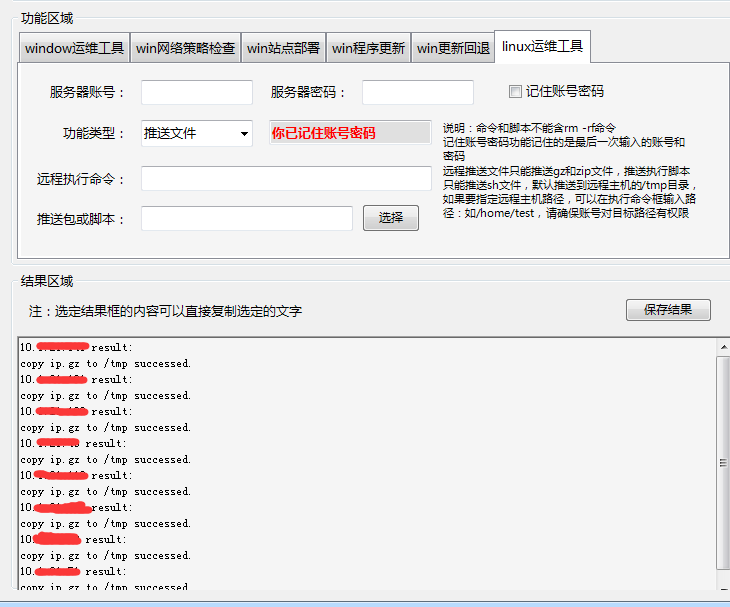 功能区域
window运维工具 win网络策略检查 win站点部署 win程序更新 win更新回退 linux运维工具
服务器账号： 服务器密码： 记住账号密码
功能类型： 推送文件 你已记住账号密码
说明：命令和脚本不能含rm -rf命令
记住账号密码功能记住的是最后一次输入的账号和
密码
远程推送文件只能推送gz和zip文件，推送执行脚本
只能推送sh文件，默认推送到远程主机的/tmp目录，
如果要指定远程主机路径，可以在执行命令框输入路
径：如/home/test，请确保账号对目标路径有权限
远程执行命令：
推送包或脚本： 选择
结果区域
注：选定结果框的内容可以直接复制选定的文字 保存结果
10. result:
copy ip.gz to /tmp successed.
10. result:
copy ip.gz to /tmp successed.
10. result:
copy ip.gz to /tmp successed.
10. result:
copy ip.gz to /tmp successed.
10. result:
copy ip.gz to /tmp successed.
10. result:
copy ip.gz to /tmp successed.
10 result:
copy ip.gz to /tmp successed.
10. result:
copy ip.gz to /tmp successed.